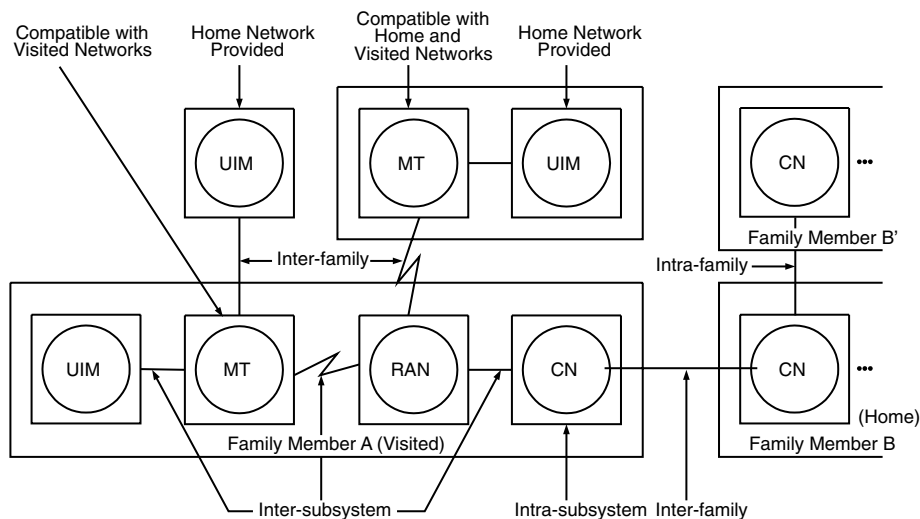 Compatible with
Visited Networks
Home Network
Provided
Compatible with
Home and
Visited Networks
Home Network
Provided
UIM
MT
UIM
CN
•••
Family Member B’
Inter-family
Intra-family
UIM
MT
RAN
CN
CN
•••
(Home)
Family Member A (Visited)
Family Member B
Inter-subsystem
Intra-subsystem
Inter-family